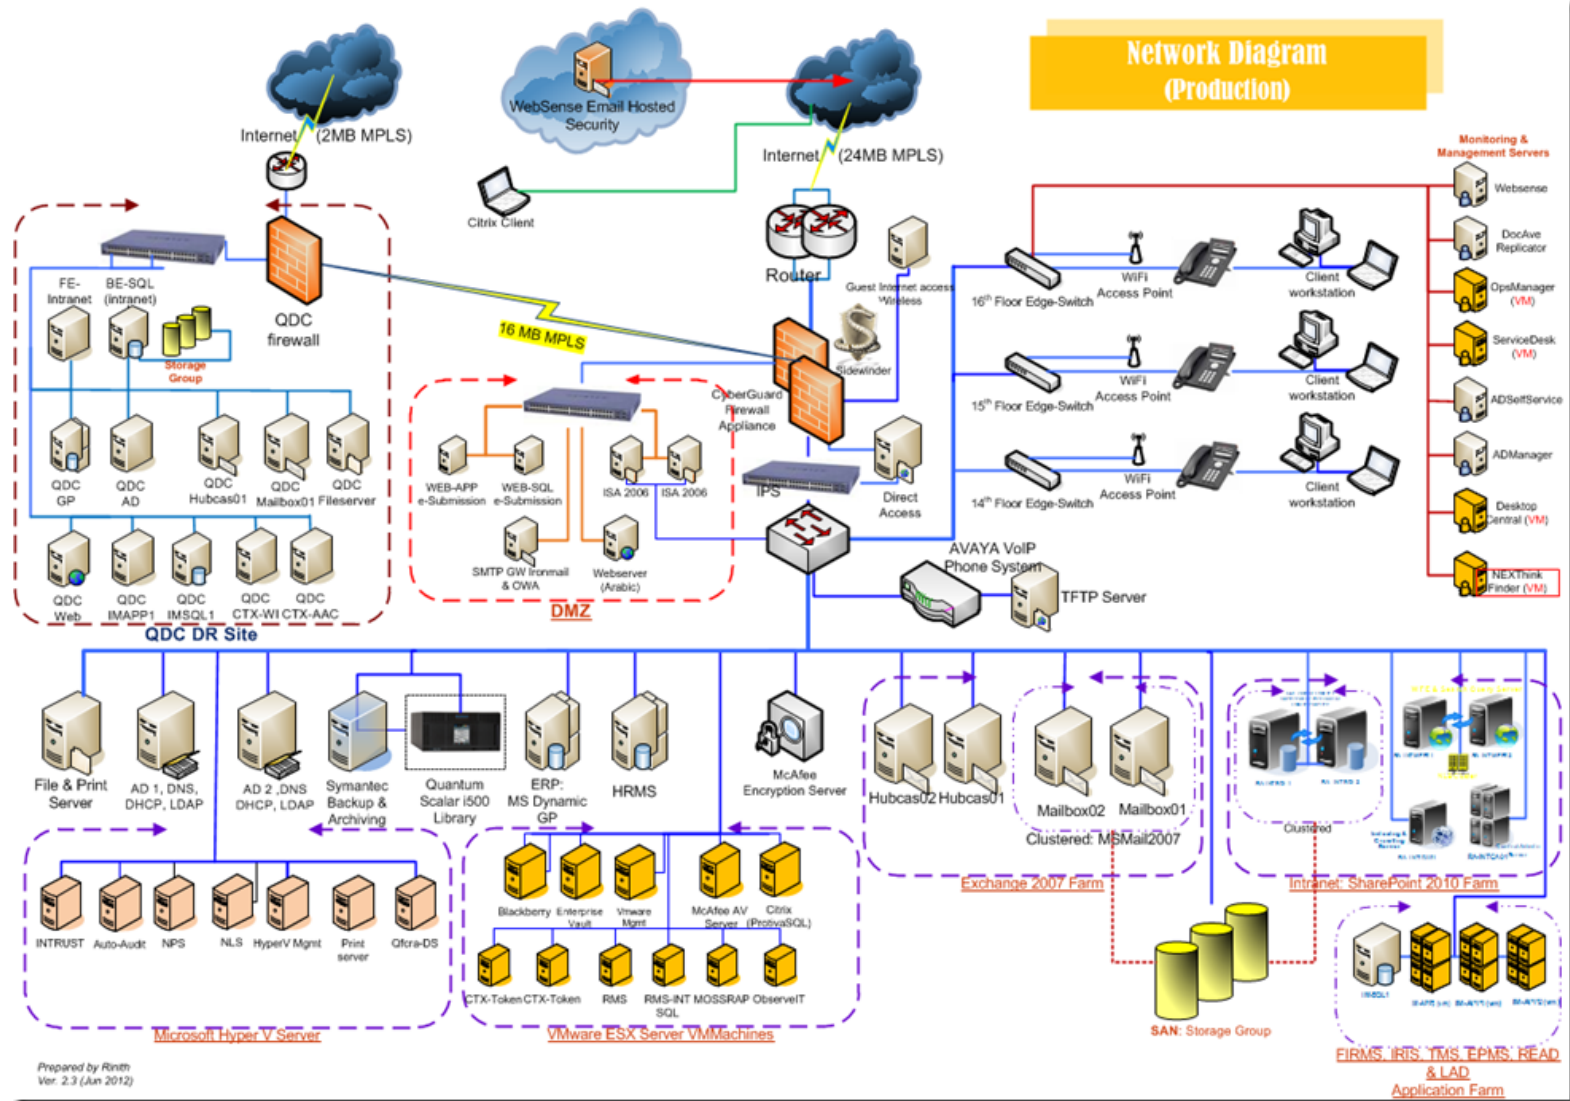 Network Diagram
(Production)
WebSense Email Hosted
Security
Internet (2MB MPLS)
Internet (24MB MPLS)
Citrix Client
Router
Guest Internet access
Wireless
Sidewinder
16 MB MPLS
QDC
firewall
FE-
Intranet
BE-SQL
(intranet)
Storage
Group
QDC
GP
QDC
AD
QDC
Hubcas01
QDC
Mailbox01
Fileserver
QDC
Web
QDC
IMAPP1
QDC
IMSQL1
QDC
CTX-WI
QDC
CTX-AAC
QDC DR Site
CyberGuard
Firewall
Appliance
WEB-APP
e-Submission
WEB-SQL
e-Submission
ISA 2006
ISA 2006
SMTP GW Ironmail
& OWA
Webserver
(Arabic)
DMZ
IPS
Direct
Access
AVAYA VoIP
Phone System
TFTP Server
16th Floor Edge-Switch
WiFi
Access Point
Client
workstation
15th Floor Edge-Switch
WiFi
Access Point
Client
workstation
14th Floor Edge-Switch
WiFi
Access Point
Client
workstation
Monitoring &
Management Servers
Websense
DocAve
Replicator
OpsManager
(VM)
ServiceDesk
(VM)
ADSelfService
ADManager
Desktop
Central (VM)
NEXThink
Finder (VM)
File & Print
Server
AD 1, DNS,
DHCP, LDAP
AD 2 ,DNS
DHCP, LDAP
Symantec
Backup &
Archiving
Quantum
Scalar i500
Library
ERP:
MS Dynamic
GP
HRMS
McAfee
Encryption Server
Hubcas02
Hubcas01
Mailbox02
Mailbox01
Clustered: MSMail2007
Exchange 2007 Farm
Clustered
Intranet: SharePoint 2010 Farm
INTRUST
Auto-Audit
NPS
NLS
HyperV Mgmt
Print
server
Qfcra-DS
Microsoft Hyper V Server
Blackberry
Enterprise
Vault
Vmware
Mgmt
McAfee AV
Server
Citrix
(ProtivaSQL)
CTX-Token
CTX-Token
RMS
RMS-INT
SQL
MOSSRAP
ObserveIT
VMware ESX Server VMMachines
SAN: Storage Group
FIRMS, IRIS, TMS, EPMS, READ
& LAD
Application Farm
Prepared by Rinith
Ver. 2.3 (Jun 2012)